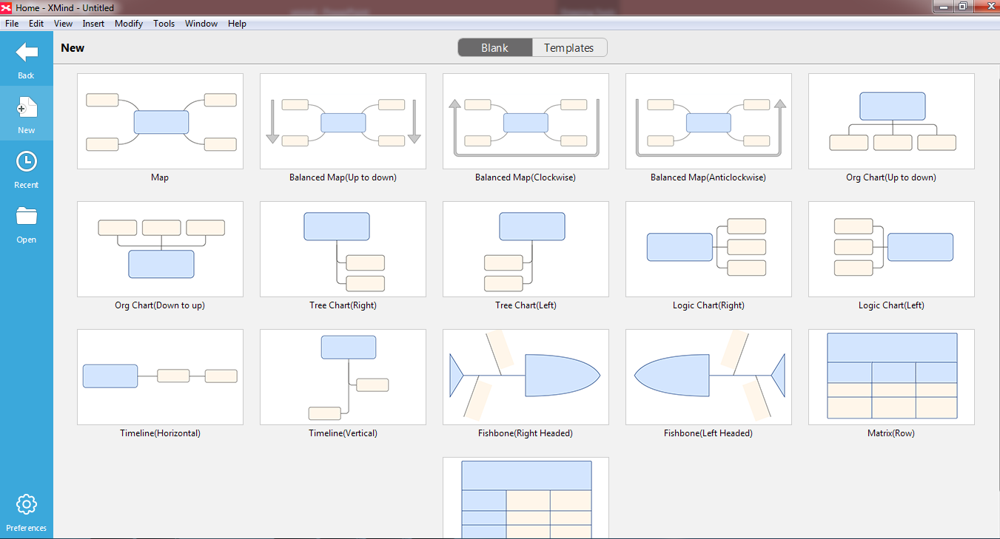 Home - XMind - Untitled
File Edit View Insert Modify Tools Window Help
Back
New
Recent
Open
Preferences
New
Blank Templates
Map
Balanced Map(Up to down)
Balanced Map(Clockwise)
Balanced Map(Anticlockwise)
Org Chart(Up to down)
Org Chart(Down to up)
Tree Chart(Right)
Tree Chart(Left)
Logic Chart(Right)
Logic Chart(Left)
Timeline(Horizontal)
Timeline(Vertical)
Fishbone(Right Headed)
Fishbone(Left Headed)
Matrix(Row)